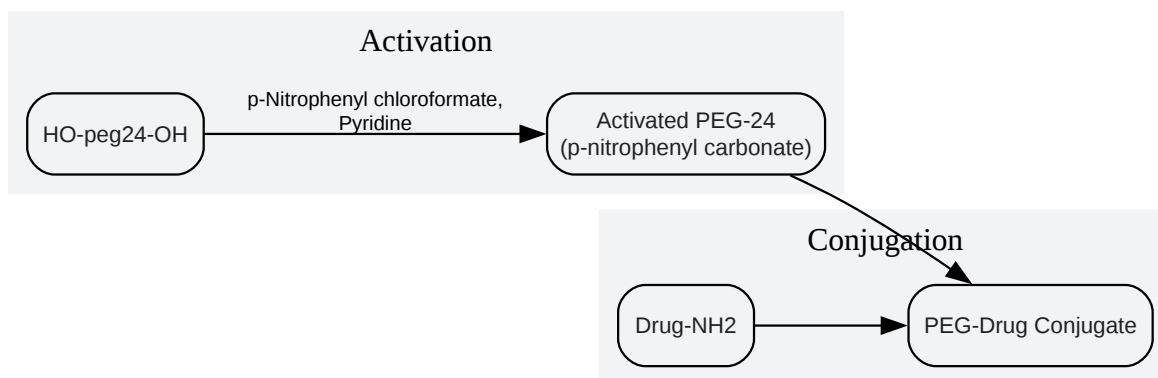 Activation
HO-peg24-OH
p-Nitrophenyl chloroformate,
Pyridine
Activated PEG-24
(p-nitrophenyl carbonate)
Conjugation
Drug-NH2
PEG-Drug Conjugate